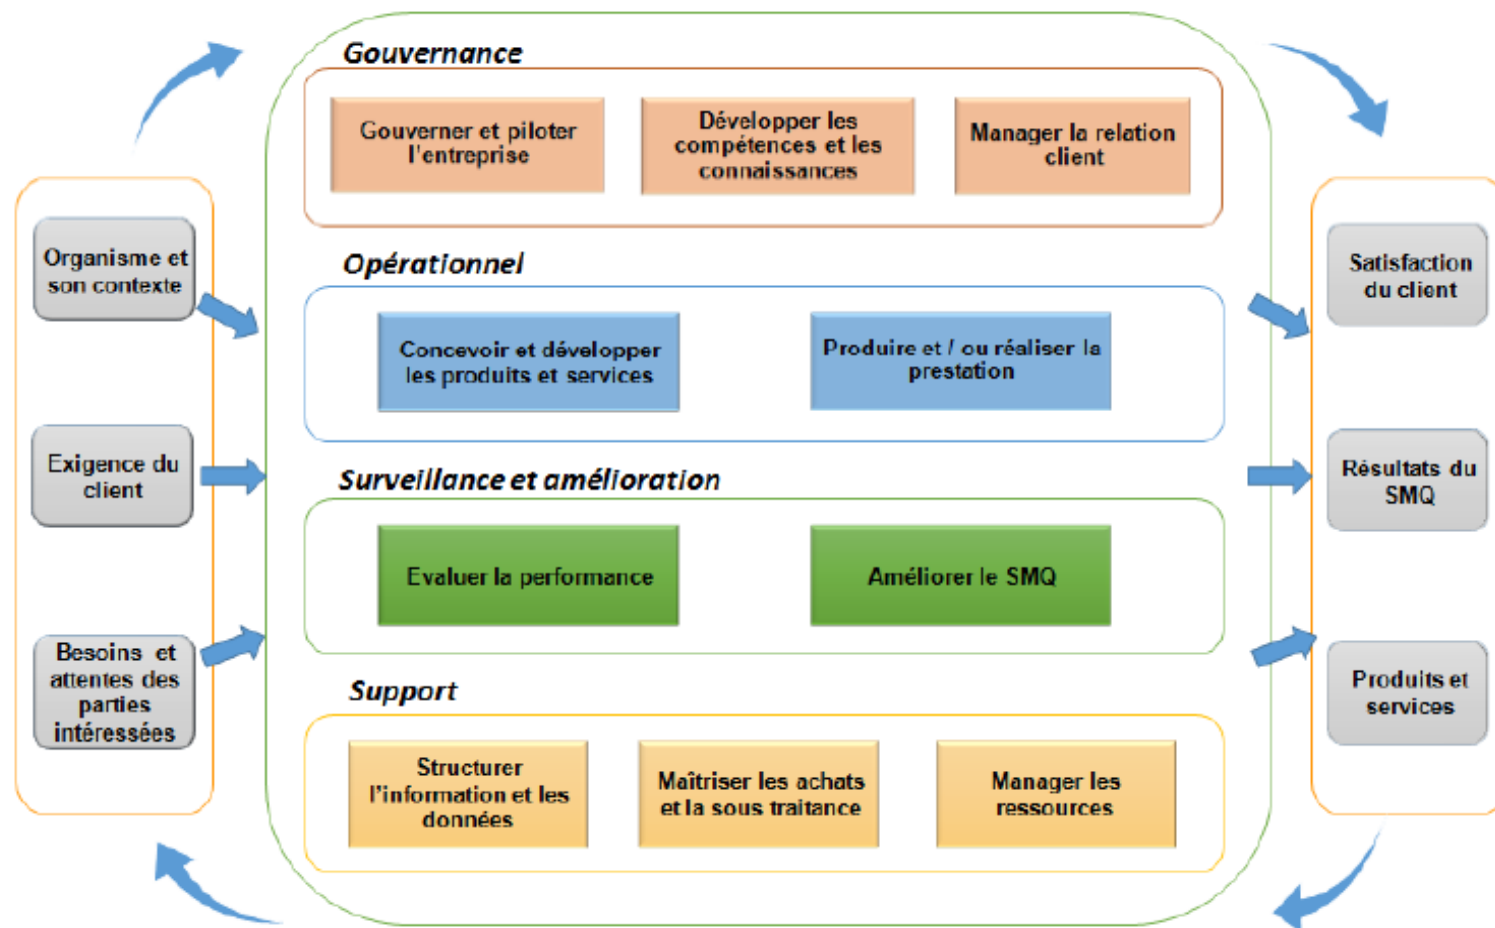 Gouvernance
Gouverner et piloter
l'entreprise
Développer les
compétences et les
connaissances
Manager la relation
client
Organisme et
son contexte
Exigence du
client
Besoins et
attentes des
parties
intéressées
Opérationnel
Concevoir et développer
les produits et services
Produire et / ou réaliser la
prestation
Surveillance et amélioration
Evaluer la performance
Améliorer le SMQ
Support
Structurer
l'information et les
données
Maîtriser les achats
et la sous traitance
Manager les
ressources
Satisfaction
du client
Résultats du
SMQ
Produits et
services